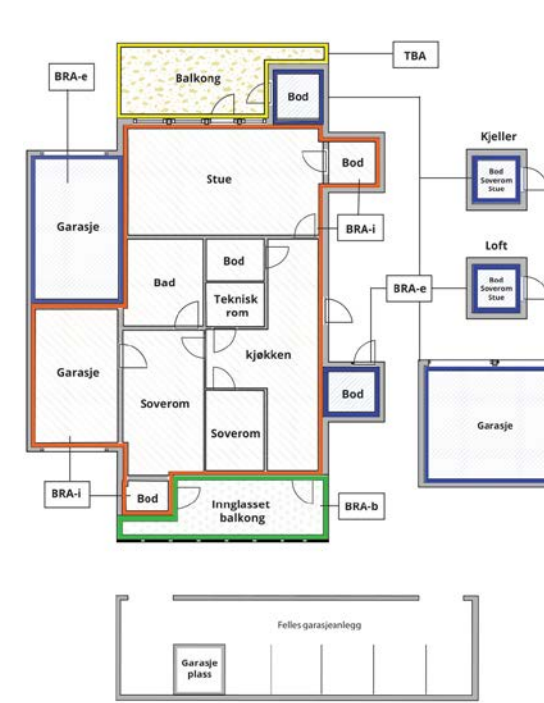 TBA
BRA-e
Balkong
Bod
Kjeller
Bod
Soverom
Stue
Stue
Bod
Garasje
BRA-i
Loft
Bod
Bad
Teknisk
rom
BRA-e
Bod
Soverom
Stue
kjøkken
Garasje
Soverom
Bod
Soverom
Garasje
BRA-i
Bod
Innglasset
balkong
BRA-b
Felles garasjeanlegg
Garasje
plass